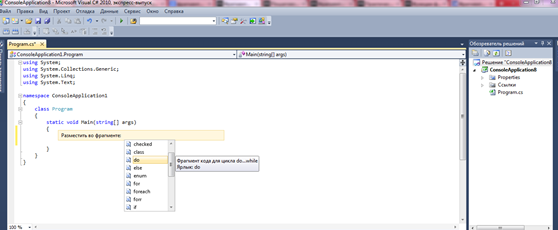 ConsoleApplication8 - Microsoft Visual C# 2010, экспресс-выпуск
Файл Правка Вид Проект Отладка Данные Сервис Окно Справка
Program.cs*
Обозреватель решений
ConsoleApplication1.Program
Main(string[] args)
using System;
using System.Collections.Generic;
using System.Linq;
using System.Text;
Решение "ConsoleApplication8"
ConsoleApplication8
Properties
Ссылки
Program.cs
namespace ConsoleApplication1
{
class Program
{
static void Main(string[] args)
{
Разместить во фрагменте:
checked
class
do
else
enum
for
foreach
forr
if
Фрагмент кода для цикла do...while
Ярлык: do
}
}
}
100 %